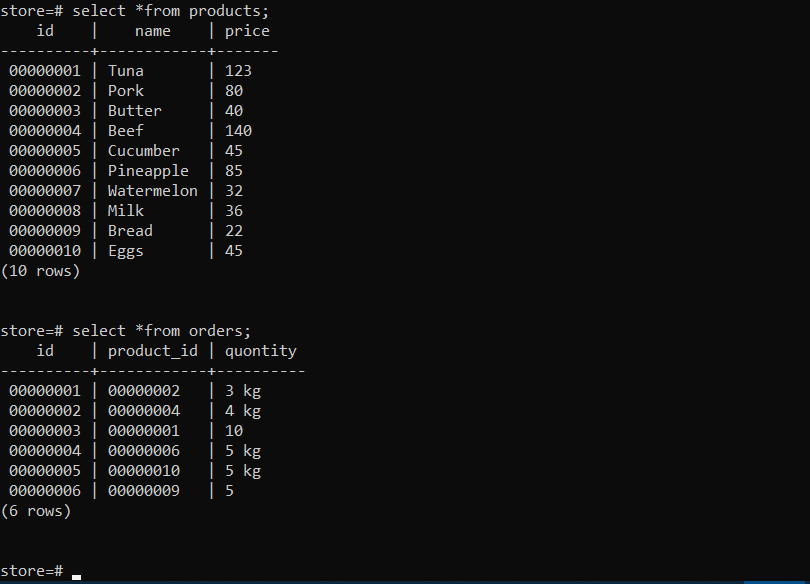 store=# select *from products;
    id    |    name    | price
----------+------------+-------
 00000001 | Tuna       | 123
 00000002 | Pork       | 80
 00000003 | Butter     | 40
 00000004 | Beef       | 140
 00000005 | Cucumber   | 45
 00000006 | Pineapple  | 85
 00000007 | Watermelon | 32
 00000008 | Milk       | 36
 00000009 | Bread      | 22
 00000010 | Eggs       | 45
(10 rows)
store=# select *from orders;
    id    | product_id | quontity
----------+------------+----------
 00000001 | 00000002   | 3 kg
 00000002 | 00000004   | 4 kg
 00000003 | 00000001   | 10
 00000004 | 00000006   | 5 kg
 00000005 | 00000010   | 5 kg
 00000006 | 00000009   | 5
(6 rows)
store=#